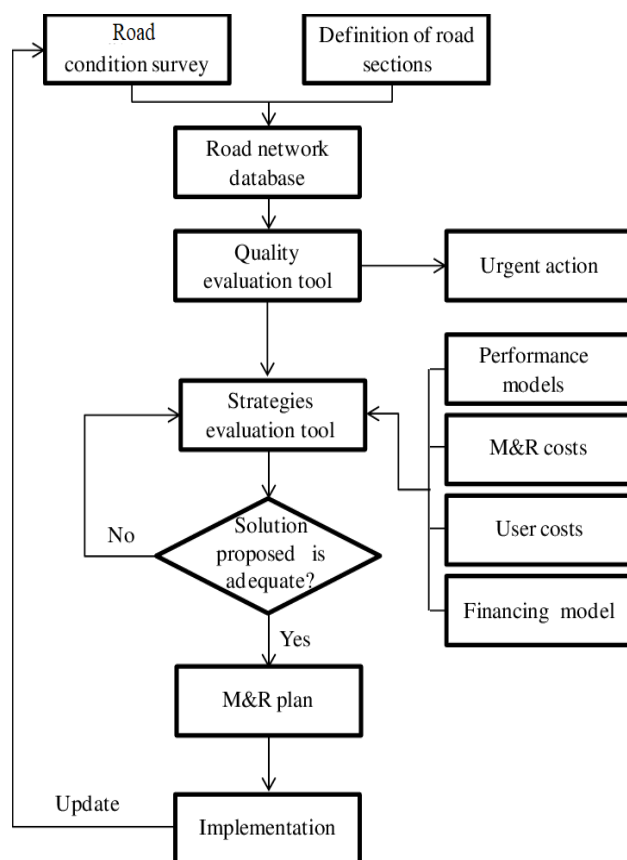 Road
condition survey
Definition of road
sections
Road network
database
Quality
evaluation tool
Urgent action
Performance
models
Strategies
evaluation tool
M&R costs
User costs
Financing model
Solution
proposed is
adequate?
No
Yes
M&R plan
Update
Implementation